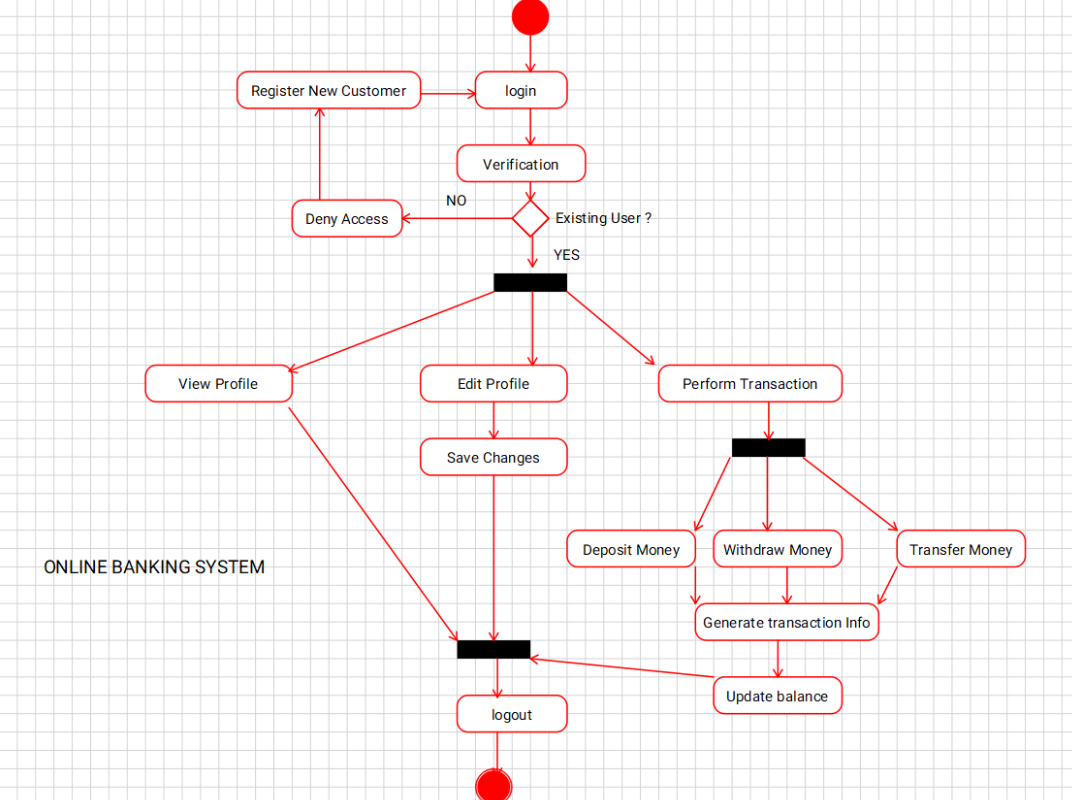 Register New Customer
login
Verification
NO
Deny Access
Existing User ?
YES
View Profile
Edit Profile
Perform Transaction
Save Changes
Deposit Money
Withdraw Money
Transfer Money
ONLINE BANKING SYSTEM
Generate transaction Info
Update balance
logout